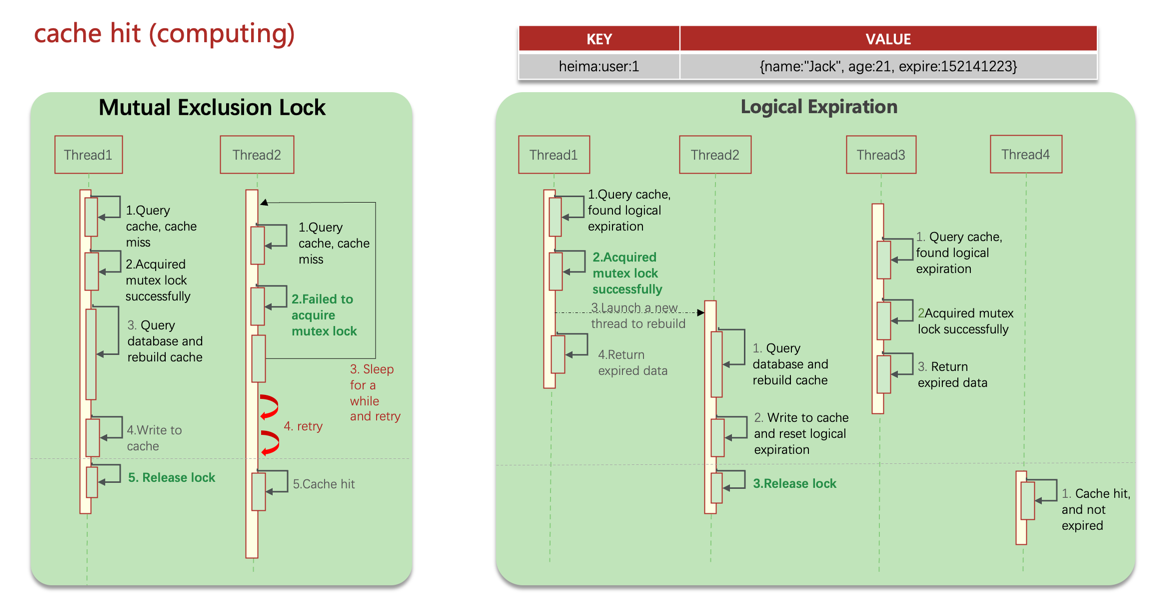 cache hit (computing)
KEY
VALUE
heima:user:1
{name:"Jack", age:21, expire:152141223}
Mutual Exclusion Lock
Thread1
Thread2
1.Query
cache, cache
miss
2.Acquired
mutex lock
successfully
3. Query
database and
rebuild cache
4.Write to
cache
5. Release lock
1.Query
cache, cache
miss
2.Failed to
acquire
mutex lock
3. Sleep
for a
while
and retry
4. retry
5.Cache hit
Logical Expiration
Thread1
Thread2
Thread3
Thread4
1.Query cache,
found logical
expiration
2.Acquired
mutex lock
successfully
3.Launch a new
thread to rebuild
4.Return
expired data
1. Query
database and
rebuild cache
2. Write to cache
and reset logical
expiration
3.Release lock
1. Query cache,
found logical
expiration
2Acquired mutex
lock successfully
3. Return
expired data
1. Cache hit,
and not
expired